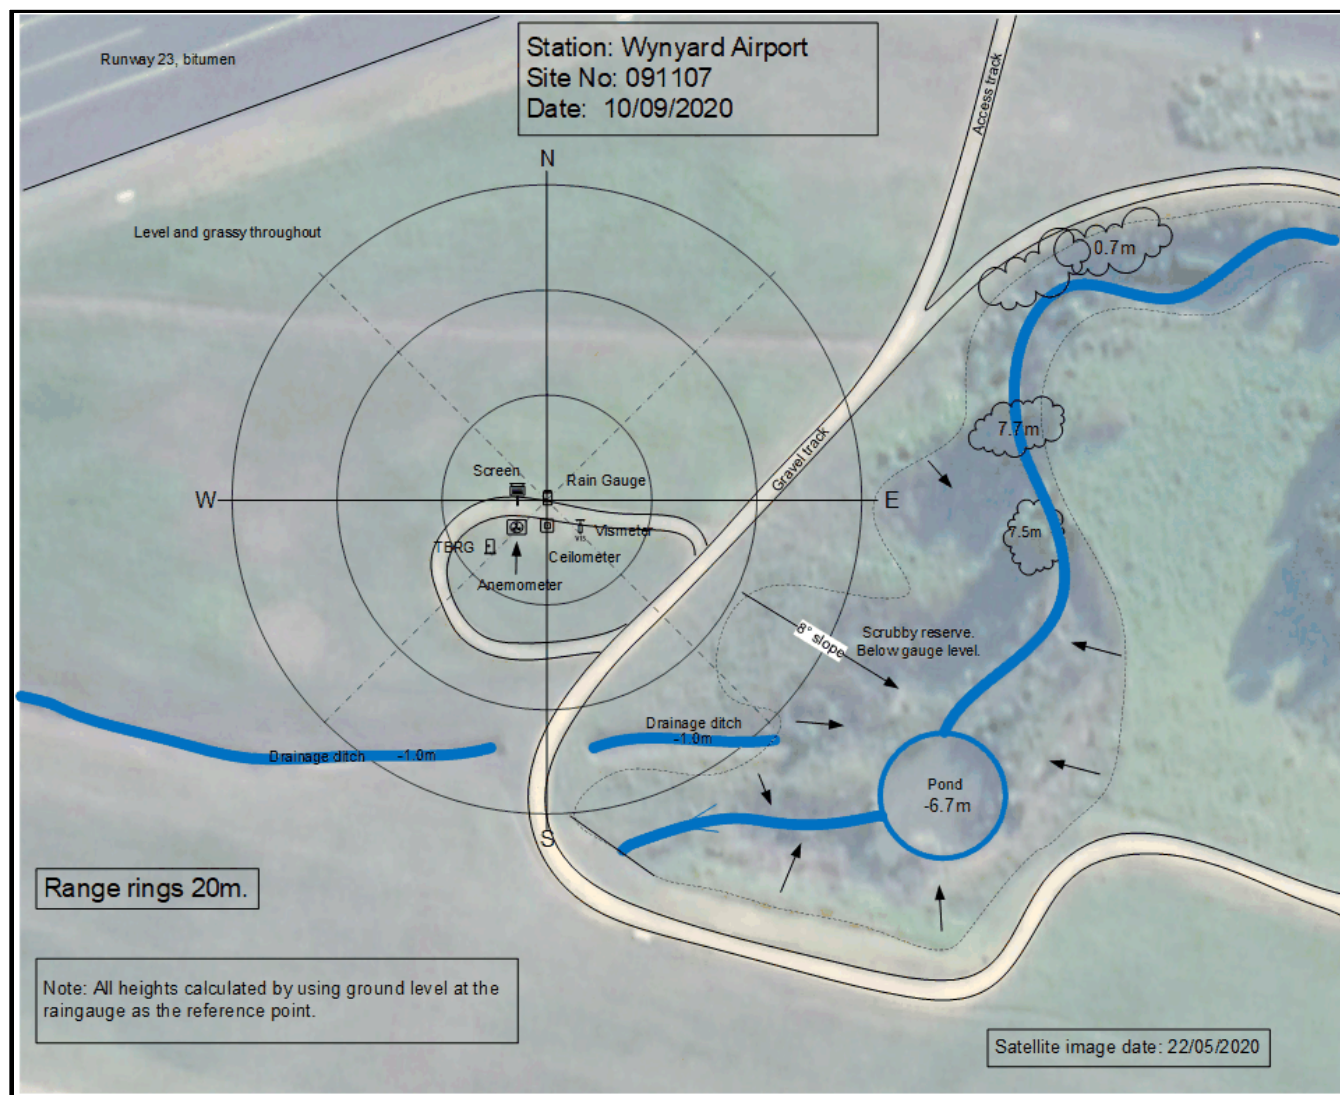 Runway 23, bitumen
Station: Wynyard Airport
Site No: 091107
Date: 10/09/2020
Access track
N
Level and grassy throughout
0.7m
7.7m
Gravel track
Screen
Rain Gauge
W
E
7.5m
TBRG
VIS
Vismeter
Ceilometer
Anemometer
8° slope
Scrubby reserve.
Below gauge level.
Drainage ditch
-1.0m
Drainage ditch -1.0m
Pond
-6.7m
S
Range rings 20m.
Note: All heights calculated by using ground level at the
raingauge as the reference point.
Satellite image date: 22/05/2020